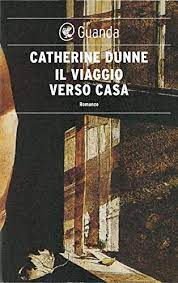 Guanda
CATHERINE DUNNE
IL VIAGGIO
VERSO CASA
Romanzo